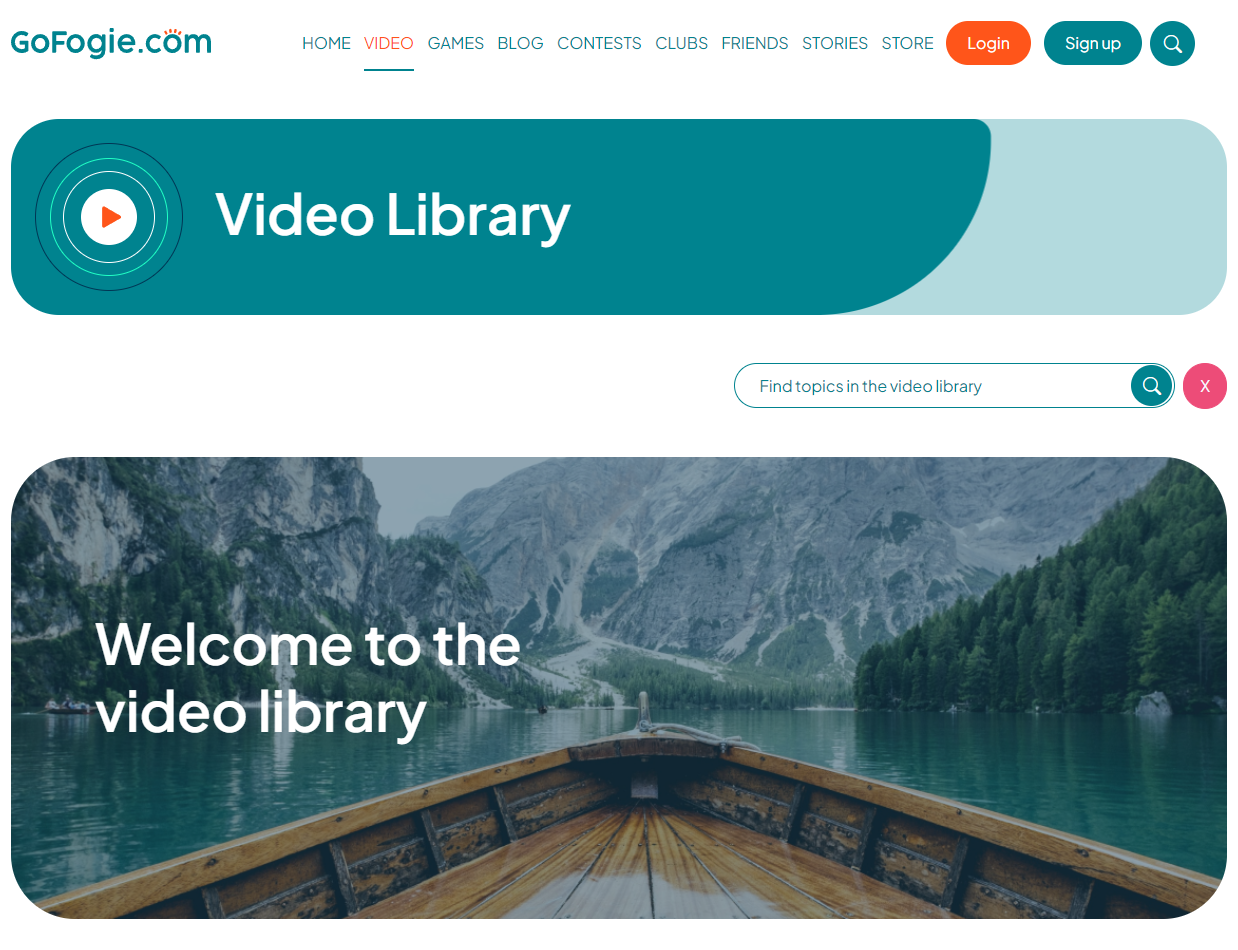 GoFogie.com
HOME VIDEO GAMES BLOG CONTESTS CLUBS FRIENDS STORIES STORE Login Sign up
Video Library
Find topics in the video library X
Welcome to the
video library